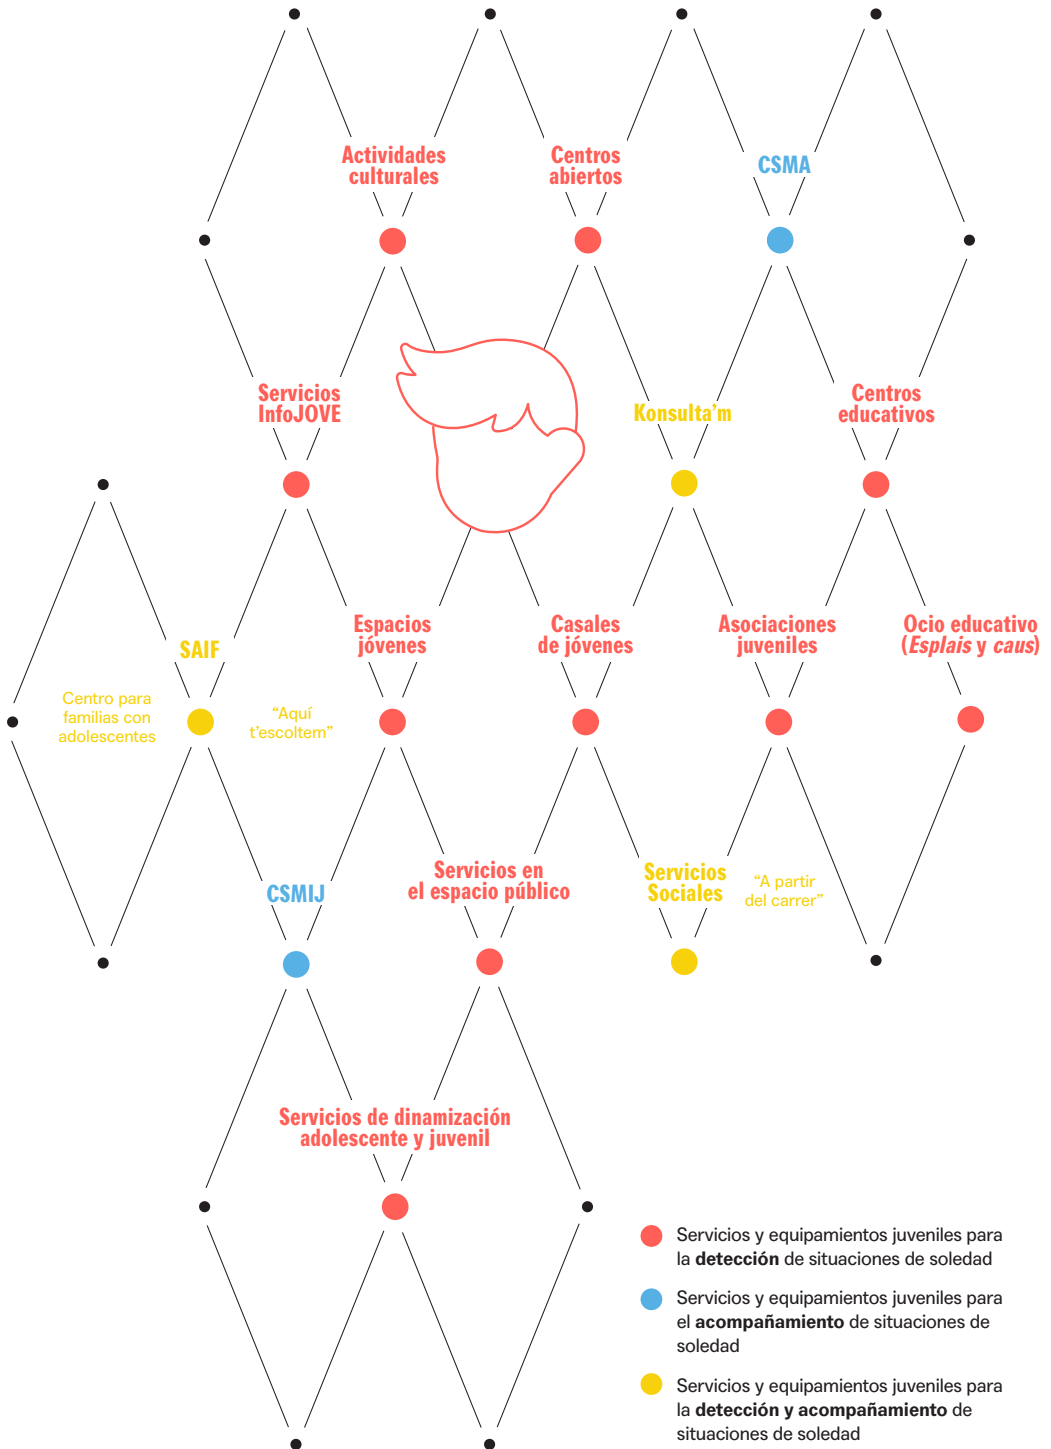 Actividades
culturales
Centros
abiertos
CSMA
Servicios
InfoJOVE
Konsulta’m
Centros
educativos
SAIF
Centro para
familias con
adolescentes
“Aquí
t’escoltem”
Espacios
jóvenes
Casales
de jóvenes
Asociaciones
juveniles
Ocio educativo
(Esplais y caus)
CSMIJ
Servicios en
el espacio público
Servicios
Sociales
“A partir
del carrer”
Servicios de dinamización
adolescente y juvenil
Servicios y equipamientos juveniles para
la detección de situaciones de soledad
Servicios y equipamientos juveniles para
el acompañamiento de situaciones de
soledad
Servicios y equipamientos juveniles para
la detección y acompañamiento de
situaciones de soledad